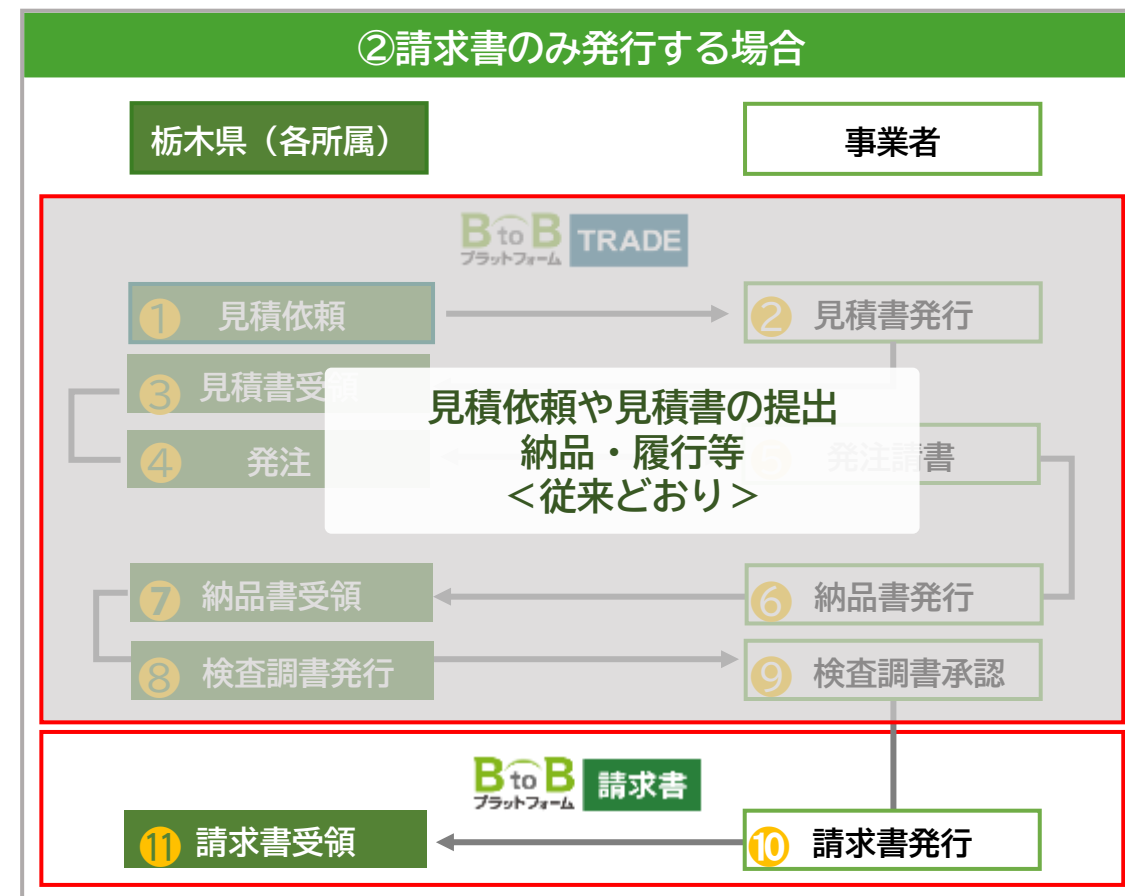 ②請求書のみ発行する場合
栃木県（各所属）
事業者
BtoB
プラットフォーム
TRADE
① 見積依頼
② 見積書発行
③ 見積書受領
見積依頼や見積書の提出
納品・履行等
＜従来どおり＞
④ 発注
⑤ 発注請書
⑦ 納品書受領
⑥ 納品書発行
⑧ 検査調書発行
⑨ 検査調書承認
BtoB
プラットフォーム
請求書
⑪ 請求書受領
⑩ 請求書発行